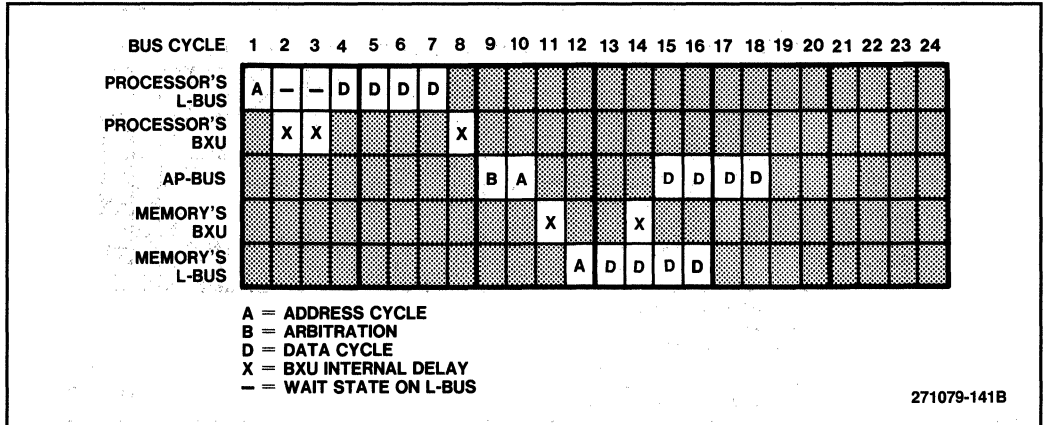 BUS CYCLE 1 2 3 4 5 6 7 8 9 10 11 12 13 14 15 16 17 18 19 20 21 22 23 24
PROCESSOR'S
L-BUS
A – – D D D D
PROCESSOR'S
BXU
X X X
AP-BUS
B A D D D D
MEMORY'S
BXU
X X
MEMORY'S
L-BUS
A D D D D
A = ADDRESS CYCLE
B = ARBITRATION
D = DATA CYCLE
X = BXU INTERNAL DELAY
– = WAIT STATE ON L-BUS
271079-141B